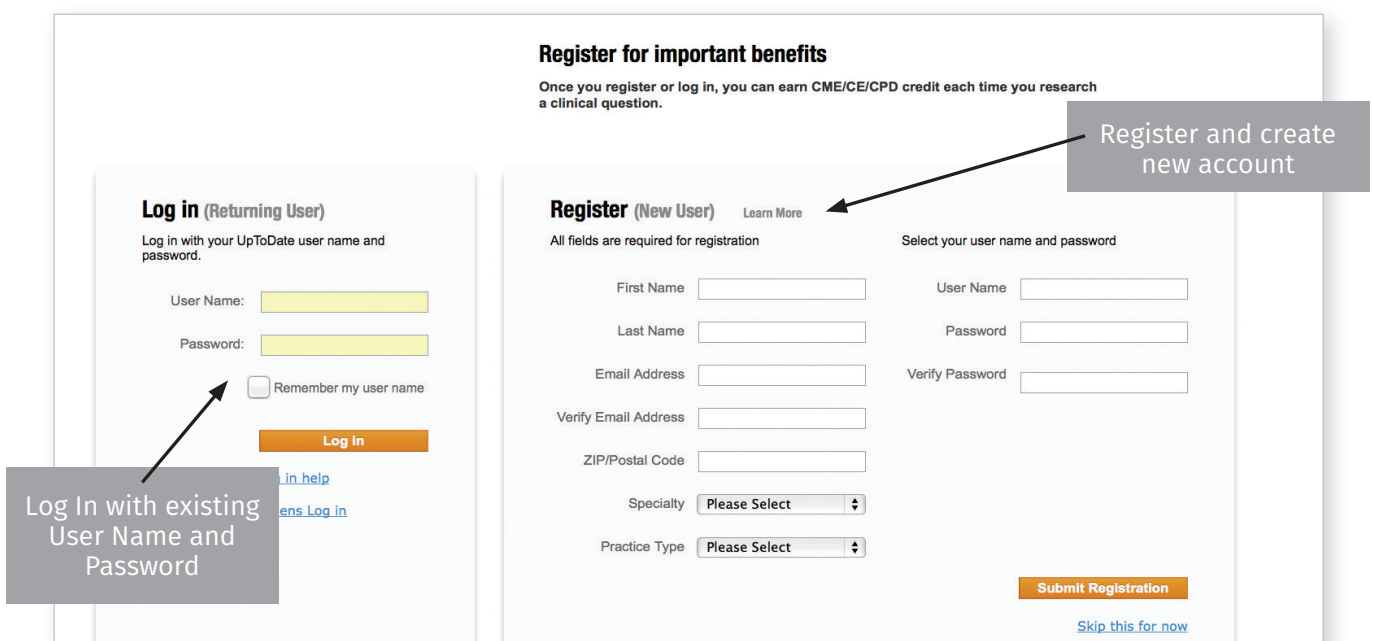 Register for important benefits
Once you register or log in, you can earn CME/CE/CPD credit each time you research
a clinical question.
Register and create
new account
Log in (Returning User)
Log in with your UpToDate user name and
password.
User Name:
Password:
Remember my user name
Log in
in help
ens Log in
Log In with existing
User Name and
Password
Register (New User) Learn More
All fields are required for registration
First Name
Last Name
Email Address
Verify Email Address
ZIP/Postal Code
Specialty Please Select
Practice Type Please Select
Select your user name and password
User Name
Password
Verify Password
Submit Registration
Skip this for now